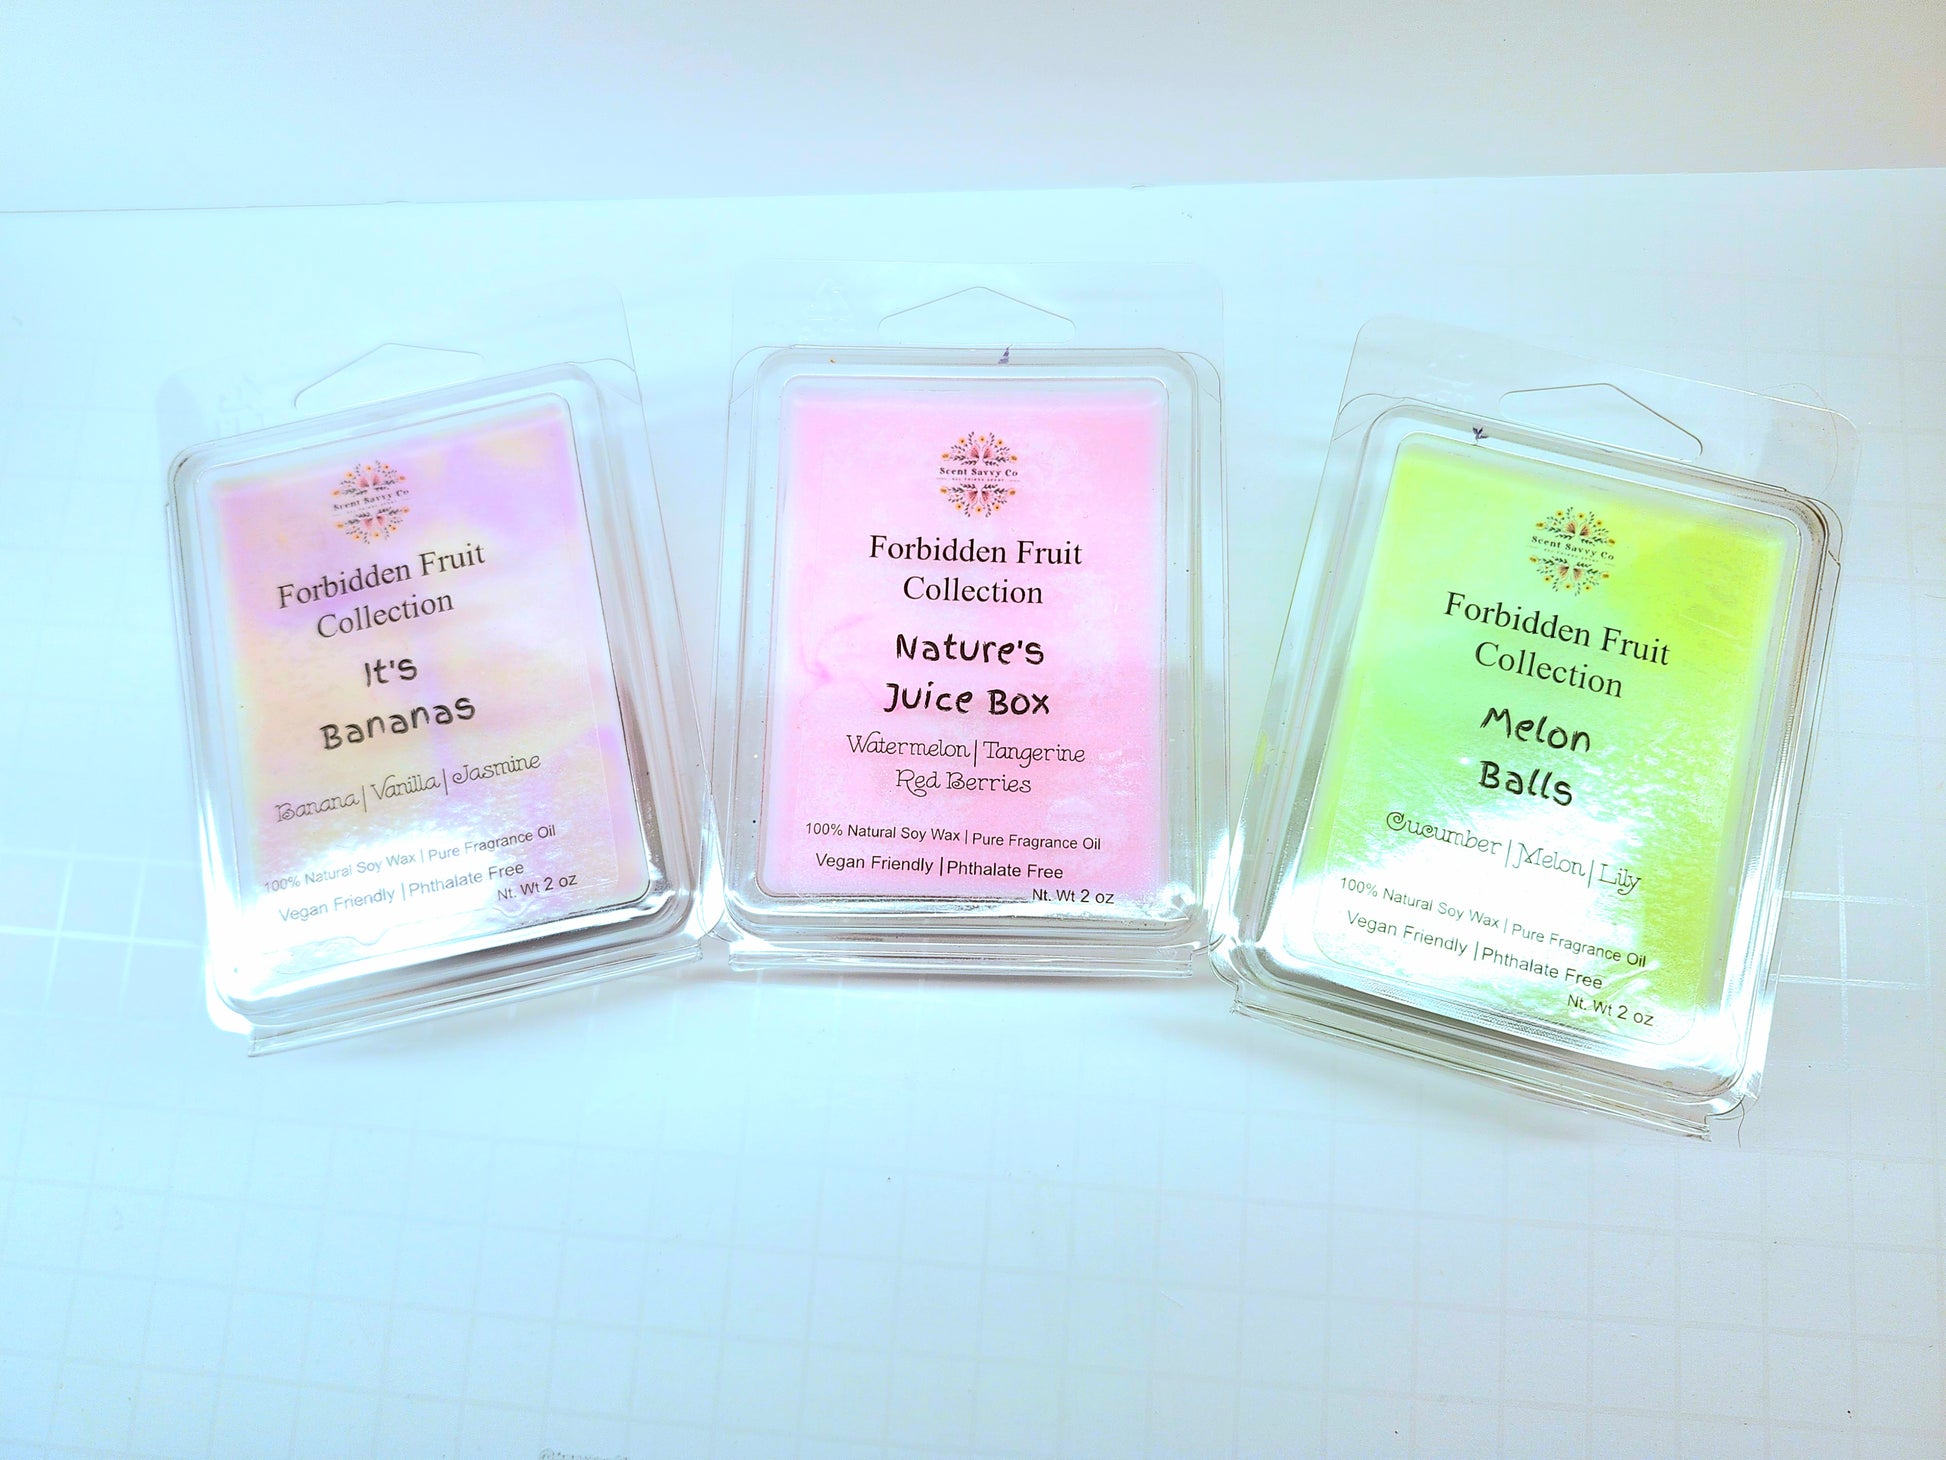 Scent Savvy Co
Forbidden Fruit
Collection
It's
Bananas
Banana | Vanilla | Jasmine
100% Natural Soy Wax | Pure Fragrance Oil
Vegan Friendly | Phthalate Free
Nt. Wt 2 oz
Scent Savvy Co
ALL THINGS SCENT
Forbidden Fruit
Collection
Nature's
Juice Box
Watermelon | Tangerine
Red Berries
100% Natural Soy Wax | Pure Fragrance Oil
Vegan Friendly | Phthalate Free
Nt. Wt 2 oz
Scent Savvy Co
Forbidden Fruit
Collection
Melon
Balls
Cucumber | Melon | Lily
100% Natural Soy Wax | Pure Fragrance Oil
Vegan Friendly | Phthalate Free
Nt. Wt 2 oz